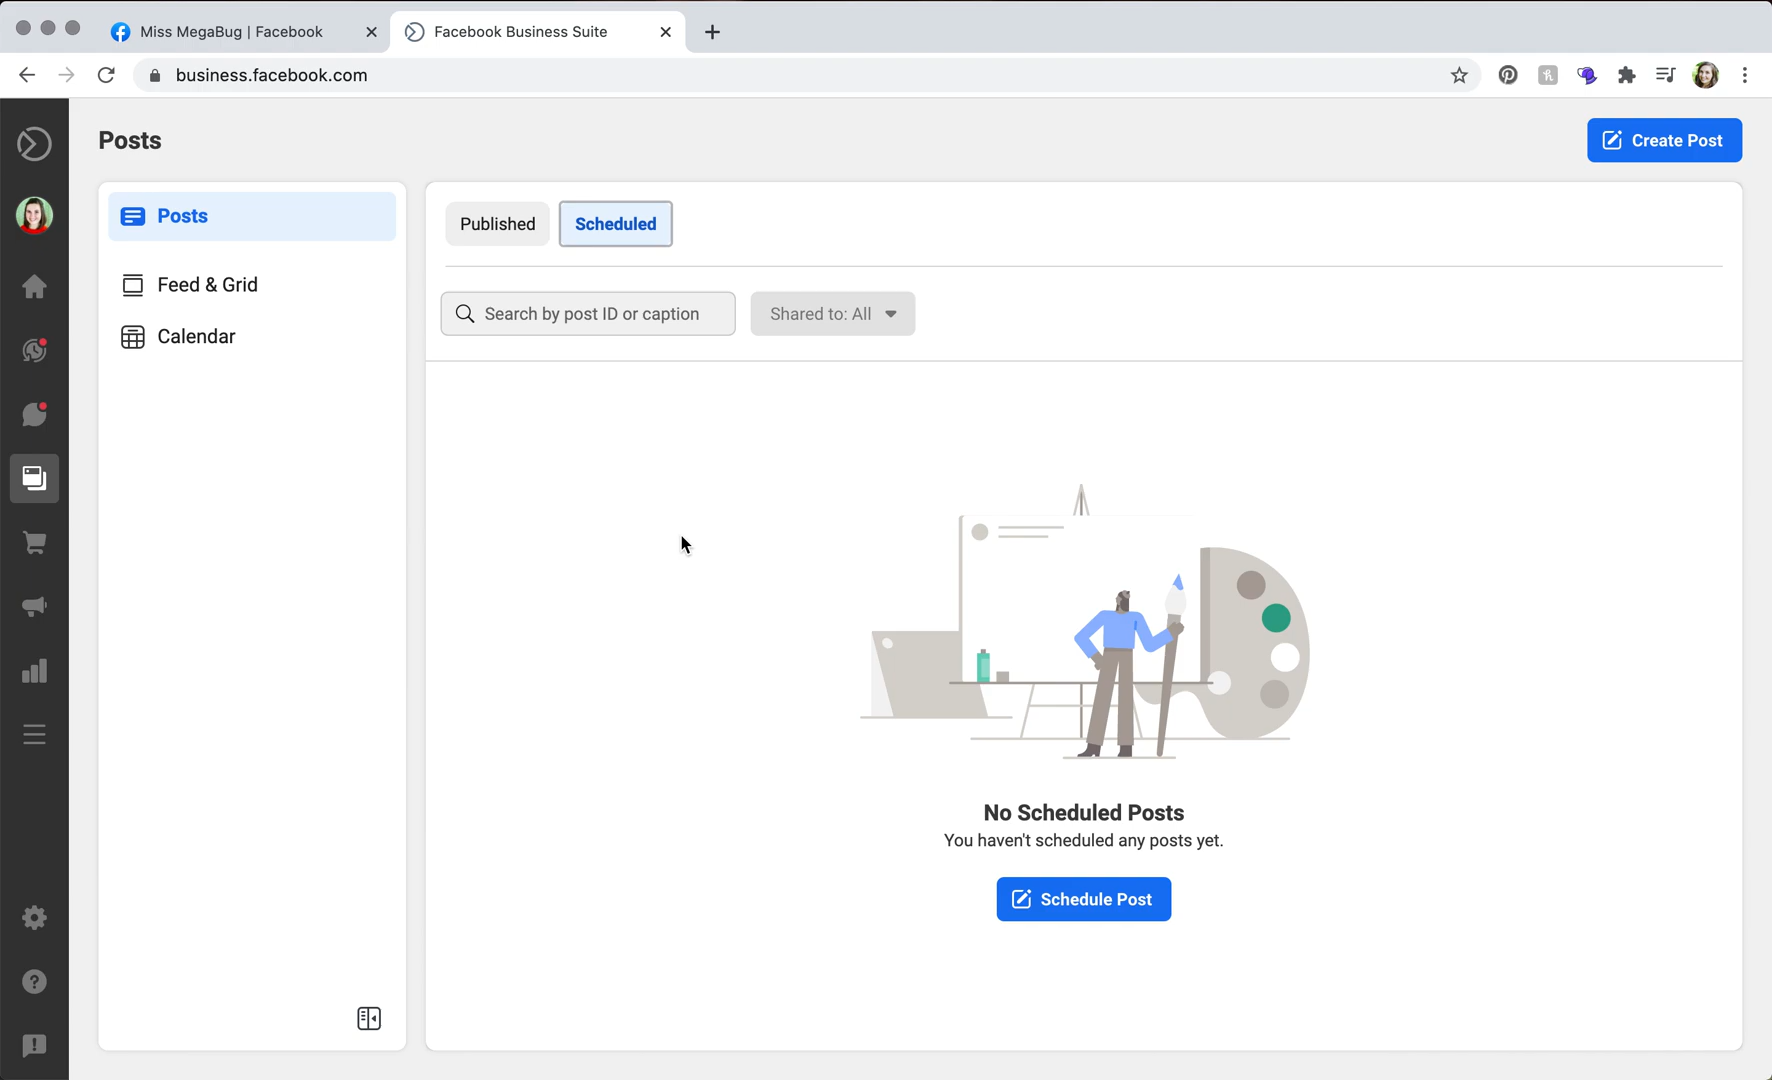 Miss MegaBug | Facebook
Facebook Business Suite
business.facebook.com
Posts
Create Post
Posts
Feed & Grid
Calendar
Published
Scheduled
Search by post ID or caption
Shared to: All
No Scheduled Posts
You haven't scheduled any posts yet.
Schedule Post